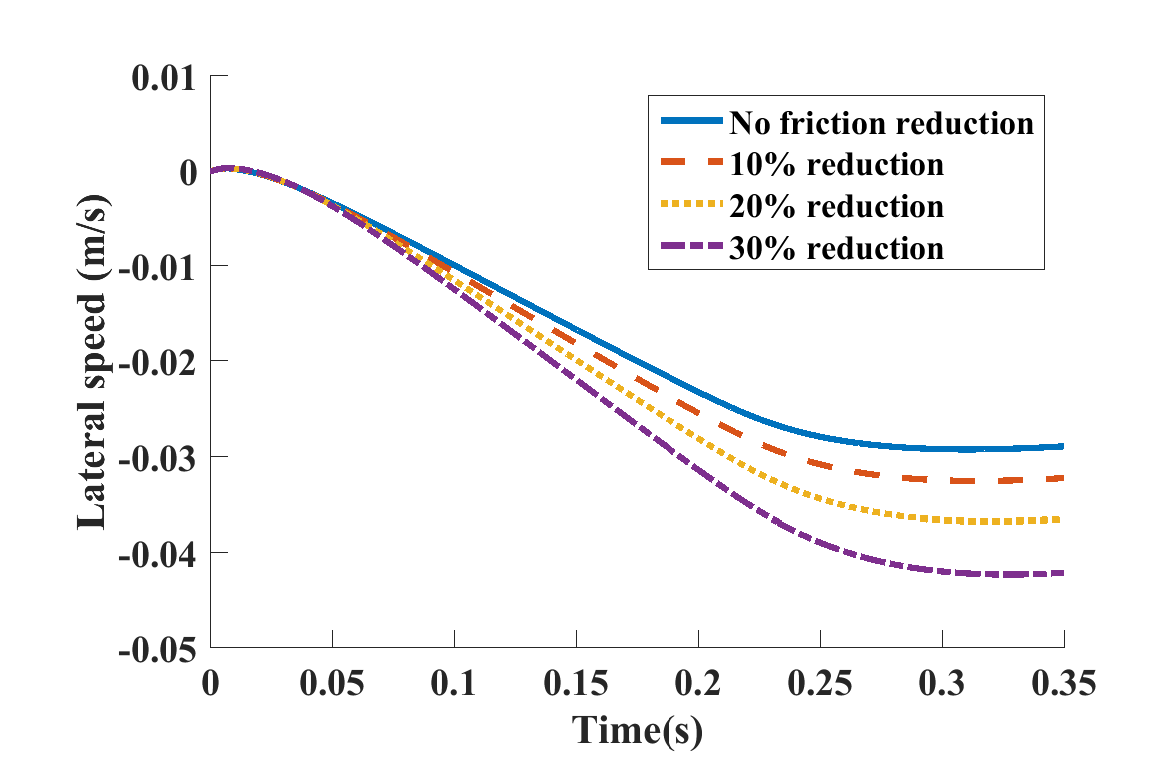 0.01
0
-0.01
-0.02
-0.03
-0.04
-0.05
Lateral speed (m/s)
No friction reduction
10% reduction
20% reduction
30% reduction
0 0.05 0.1 0.15 0.2 0.25 0.3 0.35
Time(s)